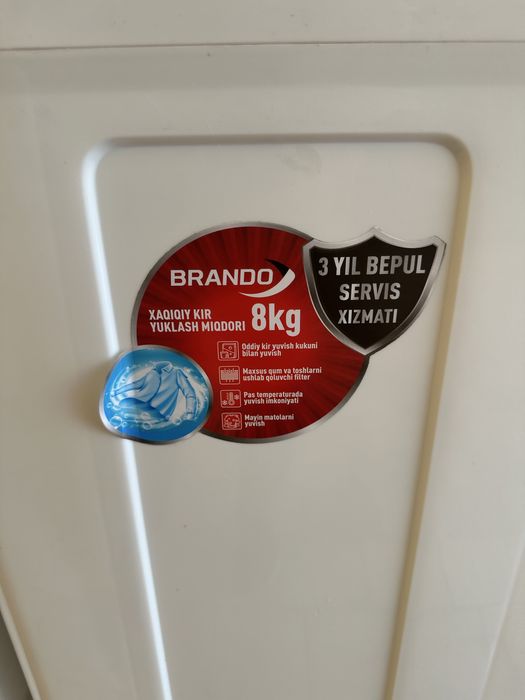 BRANDO
XAQIQIY KIR
YUKLASH MIQDORI 8kg
Oddiy kir yuvish kukuni
bilan yuvish
Maxsus qum va toshlarni
ushlab qoluvchi filter
Pas temperaturada
yuvish imkoniyati
Mayin matolarni
yuvish
3 YIL BEPUL
SERVIS
XIZMATI